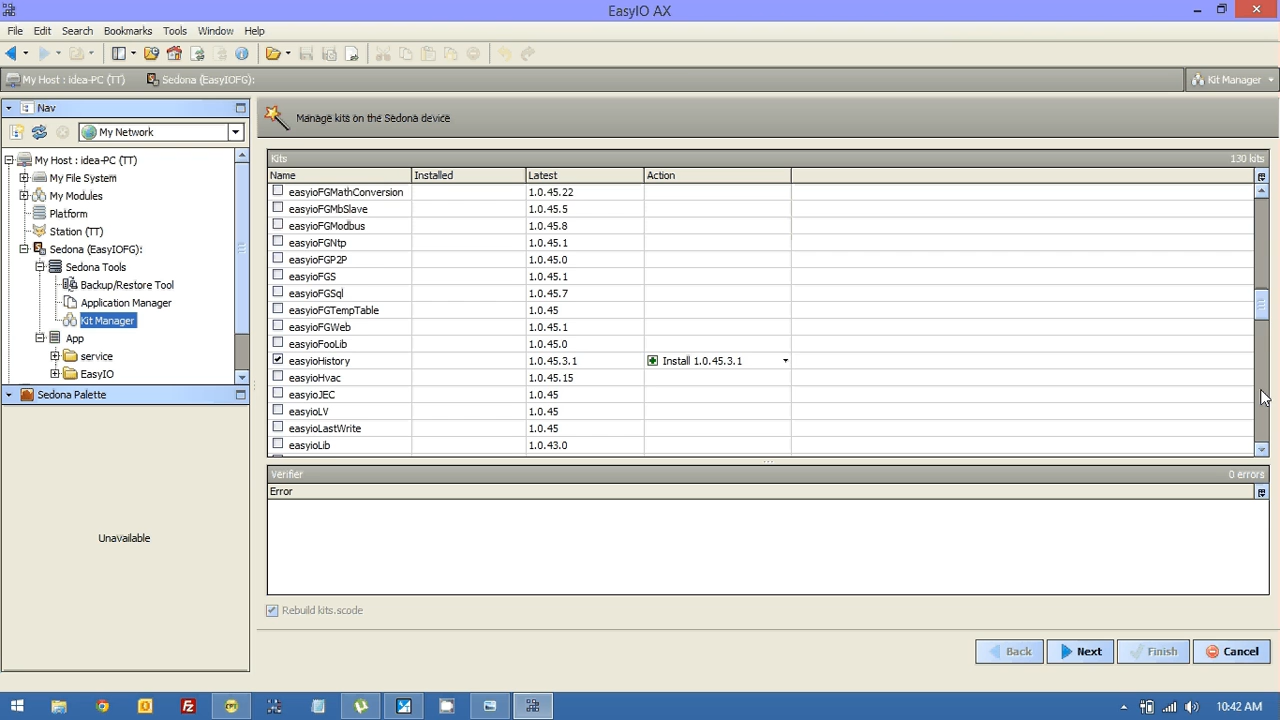 EasyIO AX
File Edit Search Bookmarks Tools Window Help
My Host : idea-PC (TT) Sedona (EasyIOFG): Kit Manager
Nav
My Network
My Host : idea-PC (TT)
My File System
My Modules
Platform
Station (TT)
Sedona (EasyIOFG):
Sedona Tools
Backup/Restore Tool
Application Manager
Kit Manager
App
service
EasyIO
Sedona Palette
Unavailable
Manage kits on the Sedona device
Kits 130 kits
Name Installed Latest Action
easyioFGMathConversion 1.0.45.22
easyioFGMbSlave 1.0.45.5
easyioFGModbus 1.0.45.8
easyioFGNtp 1.0.45.1
easyioFGP2P 1.0.45.0
easyioFGS 1.0.45.1
easyioFGSql 1.0.45.7
easyioFGTempTable 1.0.45
easyioFGWeb 1.0.45.1
easyioFooLib 1.0.45.0
easyioHistory 1.0.45.3.1 Install 1.0.45.3.1
easyioHvac 1.0.45.15
easyioJEC 1.0.45
easyioLV 1.0.45
easyioLastWrite 1.0.45
easyioLib 1.0.43.0
Verifier 0 errors
Error
Rebuild kits.scode
Back Next Finish Cancel
10:42 AM